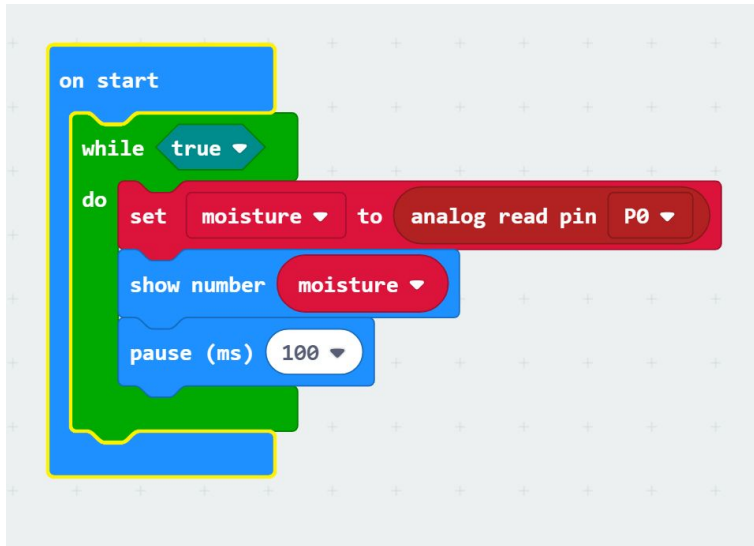 on start
while true
do
set moisture to analog read pin P0
show number moisture
pause (ms) 100